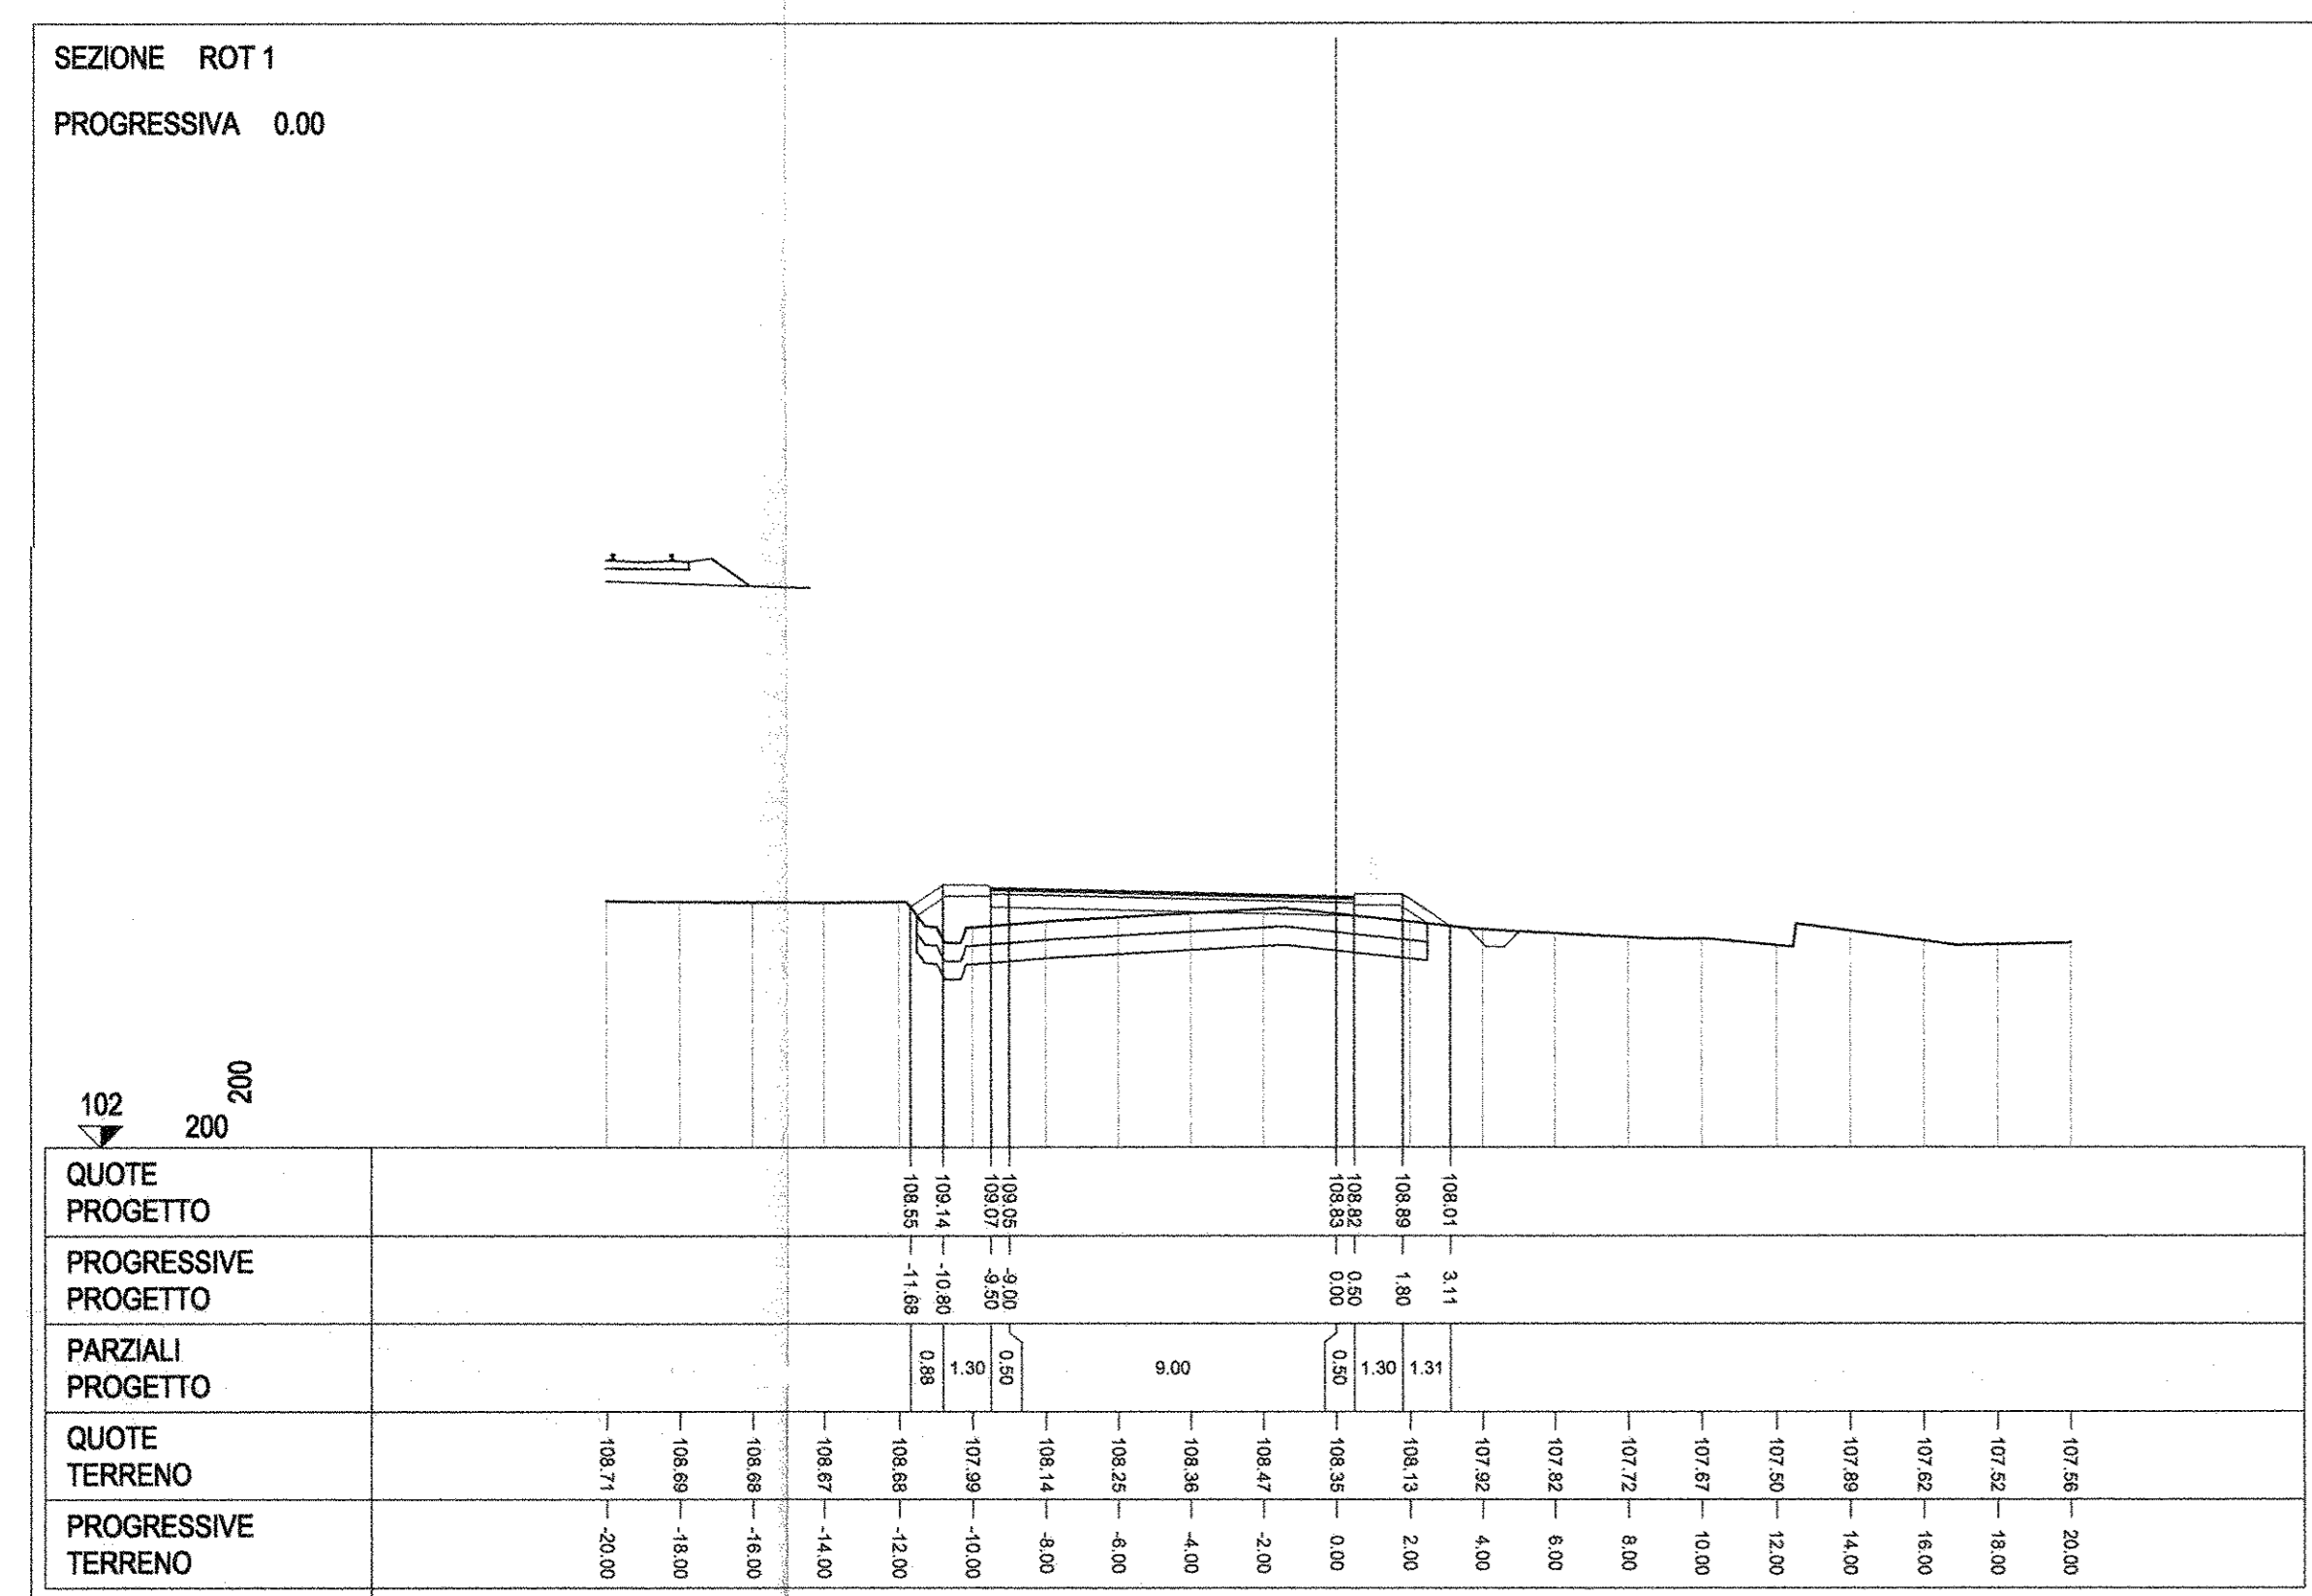 SEZIONE ROT 1
PROGRESSIVA 0.00
200
102
200
QUOTE
PROGETTO
108.55 109.14 109.07 109.05 108.83 108.82 108.89 108.01
PROGRESSIVE
PROGETTO
-11.68 -10.80 -9.50 -9.00 0.00 0.50 1.80 3.11
PARZIALI
PROGETTO
0.88 1.30 0.50 9.00 0.50 1.30 1.31
QUOTE
TERRENO
108.71 108.69 108.68 108.67 108.68 107.99 108.14 108.25 108.36 108.47 108.35 108.13 107.92 107.82 107.72 107.67 107.50 107.89 107.62 107.52 107.56
PROGRESSIVE
TERRENO
-20.00 -18.00 -16.00 -14.00 -12.00 -10.00 -8.00 -6.00 -4.00 -2.00 0.00 2.00 4.00 6.00 8.00 10.00 12.00 14.00 16.00 18.00 20.00